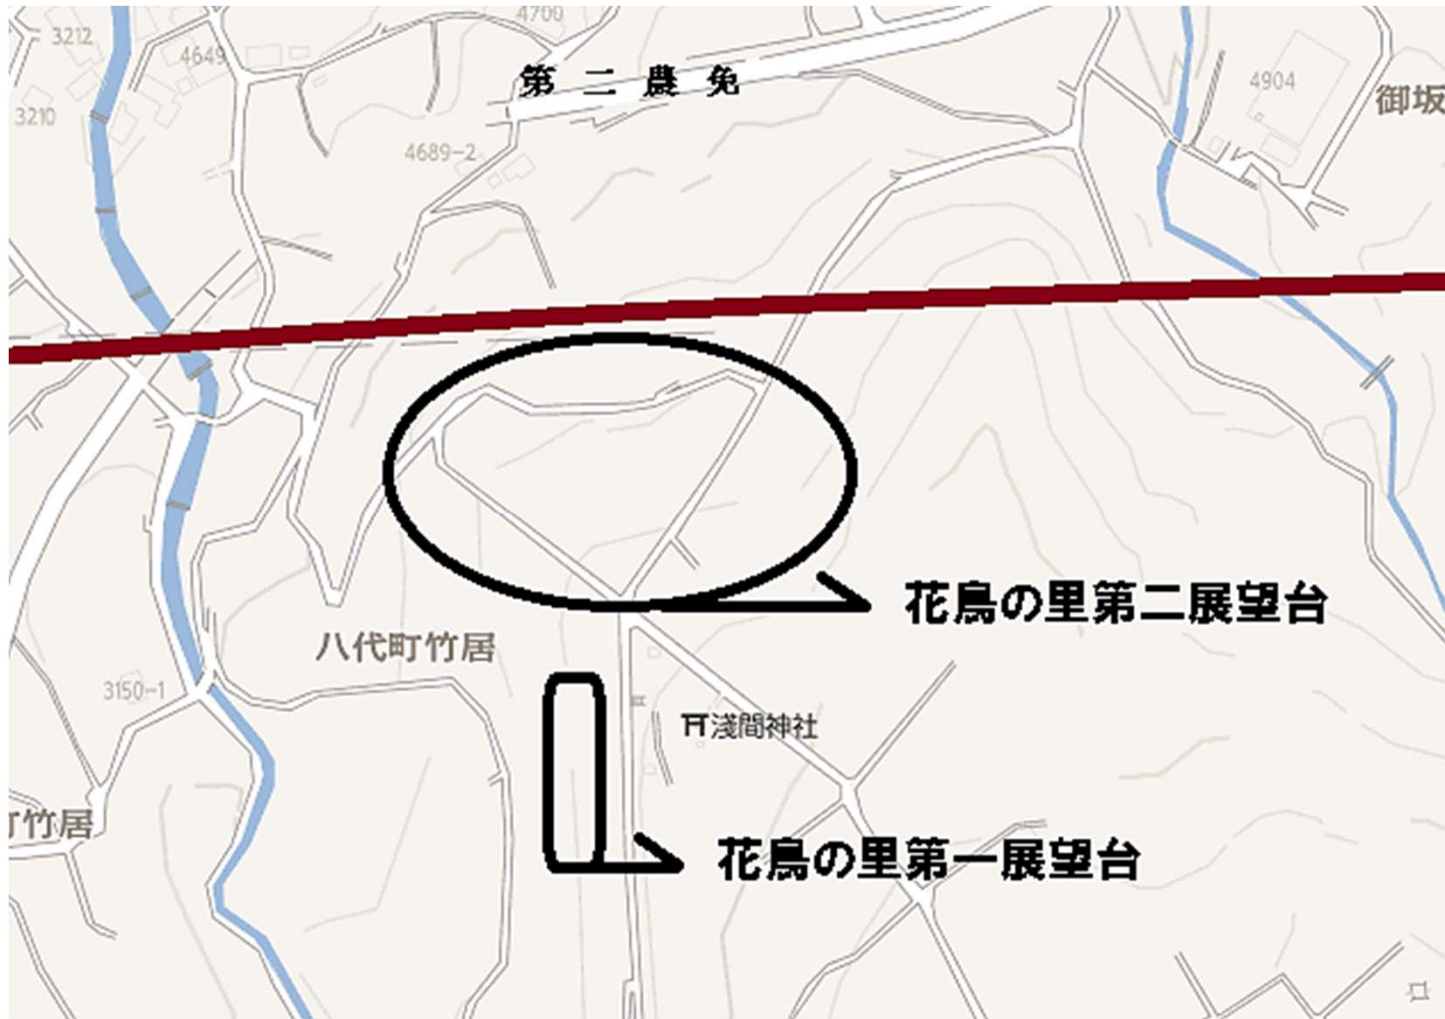 4700
3212
4649
第二農免
4904
3210
御坂
4689-2
花鳥の里第二展望台
八代町竹居
3150-1
淺間神社
町竹居
花鳥の里第一展望台